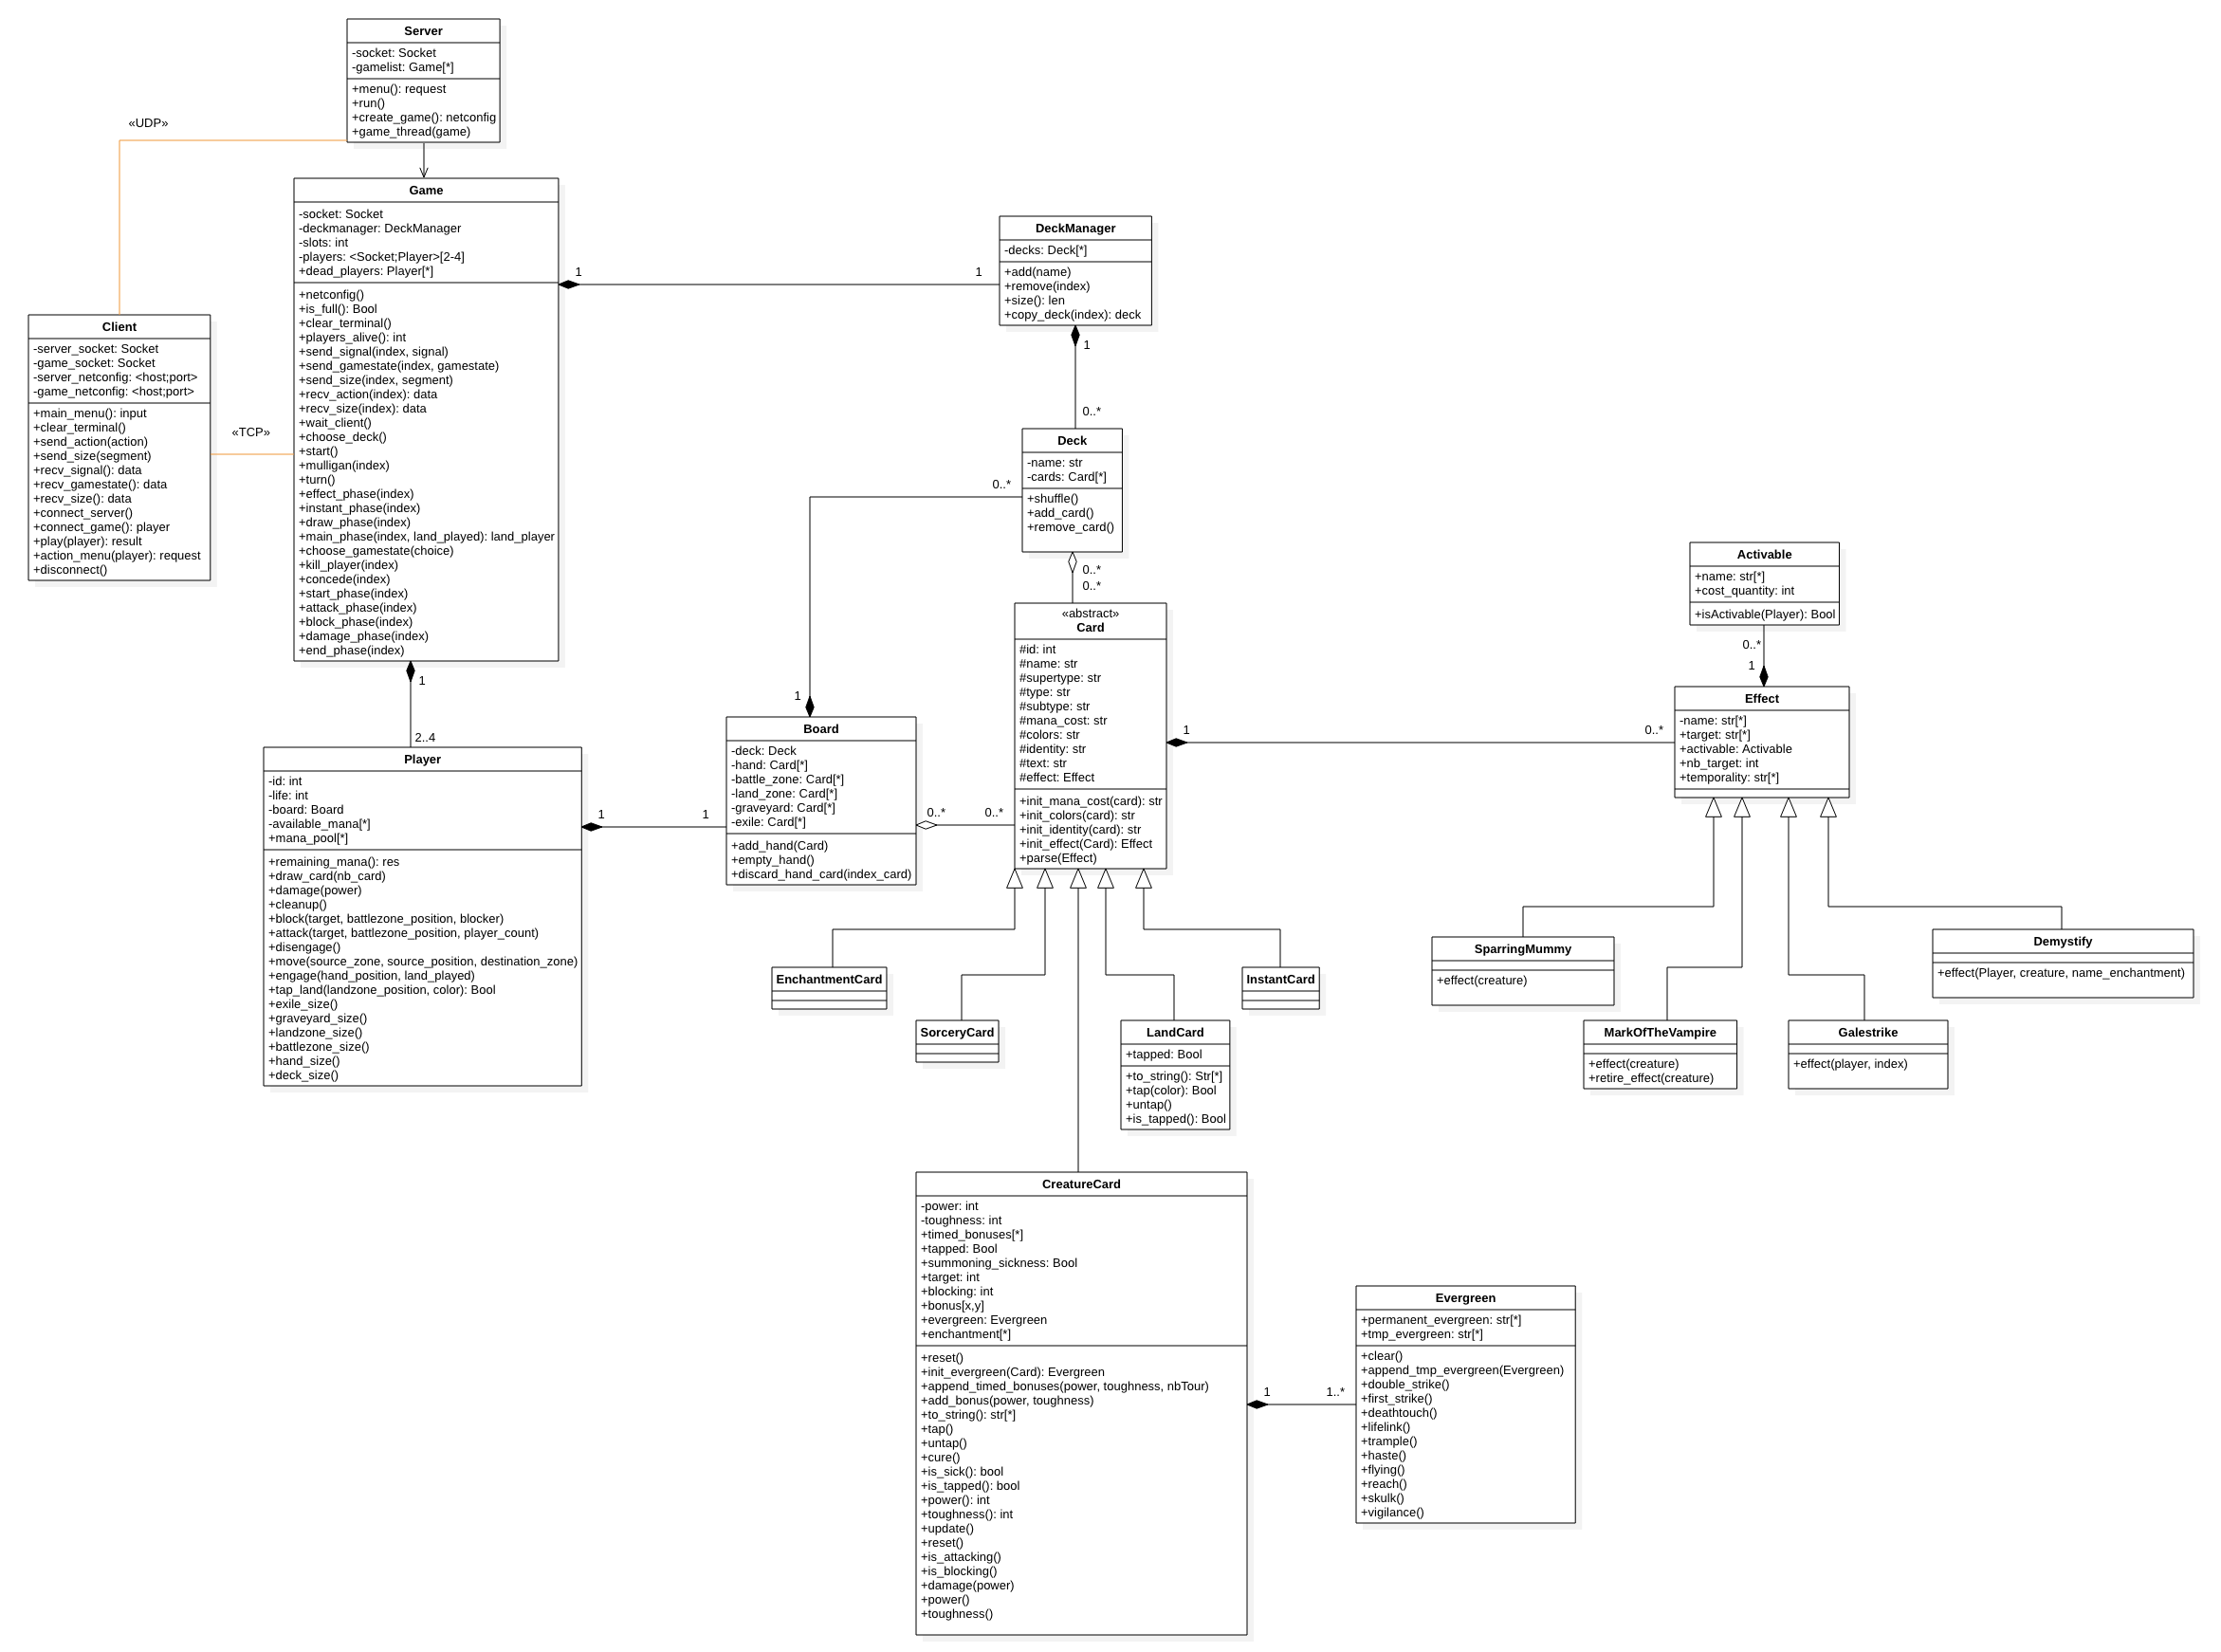 Server
-socket: Socket
-gamelist: Game[*]
+menu(): request
+run()
+create_game(): netconfig
+game_thread(game)
«UDP»
Game
-socket: Socket
-deckmanager: DeckManager
-slots: int
-players: <Socket;Player>[2-4]
+dead_players: Player[*]
+netconfig()
+is_full(): Bool
+clear_terminal()
+players_alive(): int
+send_signal(index, signal)
+send_gamestate(index, gamestate)
+send_size(index, segment)
+recv_action(index): data
+recv_size(index): data
+wait_client()
+choose_deck()
+start()
+mulligan(index)
+turn()
+effect_phase(index)
+instant_phase(index)
+draw_phase(index)
+main_phase(index, land_played): land_player
+choose_gamestate(choice)
+kill_player(index)
+concede(index)
+start_phase(index)
+attack_phase(index)
+block_phase(index)
+damage_phase(index)
+end_phase(index)
1
1
DeckManager
-decks: Deck[*]
+add(name)
+remove(index)
+size(): len
+copy_deck(index): deck
1
0..*
Client
-server_socket: Socket
-game_socket: Socket
-server_netconfig: <host;port>
-game_netconfig: <host;port>
+main_menu(): input
+clear_terminal()
+send_action(action)
+send_size(segment)
+recv_signal(): data
+recv_gamestate(): data
+recv_size(): data
+connect_server()
+connect_game(): player
+play(player): result
+action_menu(player): request
+disconnect()
«TCP»
Deck
-name: str
-cards: Card[*]
+shuffle()
+add_card()
+remove_card()
0..*
1
0..*
0..*
Activable
+name: str[*]
+cost_quantity: int
+isActivable(Player): Bool
0..*
1
«abstract»
Card
#id: int
#name: str
#supertype: str
#type: str
#subtype: str
#mana_cost: str
#colors: str
#identity: str
#text: str
#effect: Effect
+init_mana_cost(card): str
+init_colors(card): str
+init_identity(card): str
+init_effect(Card): Effect
+parse(Effect)
1
0..*
Effect
-name: str[*]
+target: str[*]
+activable: Activable
+nb_target: int
+temporality: str[*]
1
2..4
Player
-id: int
-life: int
-board: Board
-available_mana[*]
+mana_pool[*]
+remaining_mana(): res
+draw_card(nb_card)
+damage(power)
+cleanup()
+block(target, battlezone_position, blocker)
+attack(target, battlezone_position, player_count)
+disengage()
+move(source_zone, source_position, destination_zone)
+engage(hand_position, land_played)
+tap_land(landzone_position, color): Bool
+exile_size()
+graveyard_size()
+landzone_size()
+battlezone_size()
+hand_size()
+deck_size()
1
1
Board
-deck: Deck
-hand: Card[*]
-battle_zone: Card[*]
-land_zone: Card[*]
-graveyard: Card[*]
-exile: Card[*]
+add_hand(Card)
+empty_hand()
+discard_hand_card(index_card)
0..*
0..*
EnchantmentCard
SorceryCard
LandCard
+tapped: Bool
+to_string(): Str[*]
+tap(color): Bool
+untap()
+is_tapped(): Bool
InstantCard
SparringMummy
+effect(creature)
MarkOfTheVampire
+effect(creature)
+retire_effect(creature)
Galestrike
+effect(player, index)
Demystify
+effect(Player, creature, name_enchantment)
CreatureCard
-power: int
-toughness: int
+timed_bonuses[*]
+tapped: Bool
+summoning_sickness: Bool
+target: int
+blocking: int
+bonus[x,y]
+evergreen: Evergreen
+enchantment[*]
+reset()
+init_evergreen(Card): Evergreen
+append_timed_bonuses(power, toughness, nbTour)
+add_bonus(power, toughness)
+to_string(): str[*]
+tap()
+untap()
+cure()
+is_sick(): bool
+is_tapped(): bool
+power(): int
+toughness(): int
+update()
+reset()
+is_attacking()
+is_blocking()
+damage(power)
+power()
+toughness()
1
1..*
Evergreen
+permanent_evergreen: str[*]
+tmp_evergreen: str[*]
+clear()
+append_tmp_evergreen(Evergreen)
+double_strike()
+first_strike()
+deathtouch()
+lifelink()
+trample()
+haste()
+flying()
+reach()
+skulk()
+vigilance()